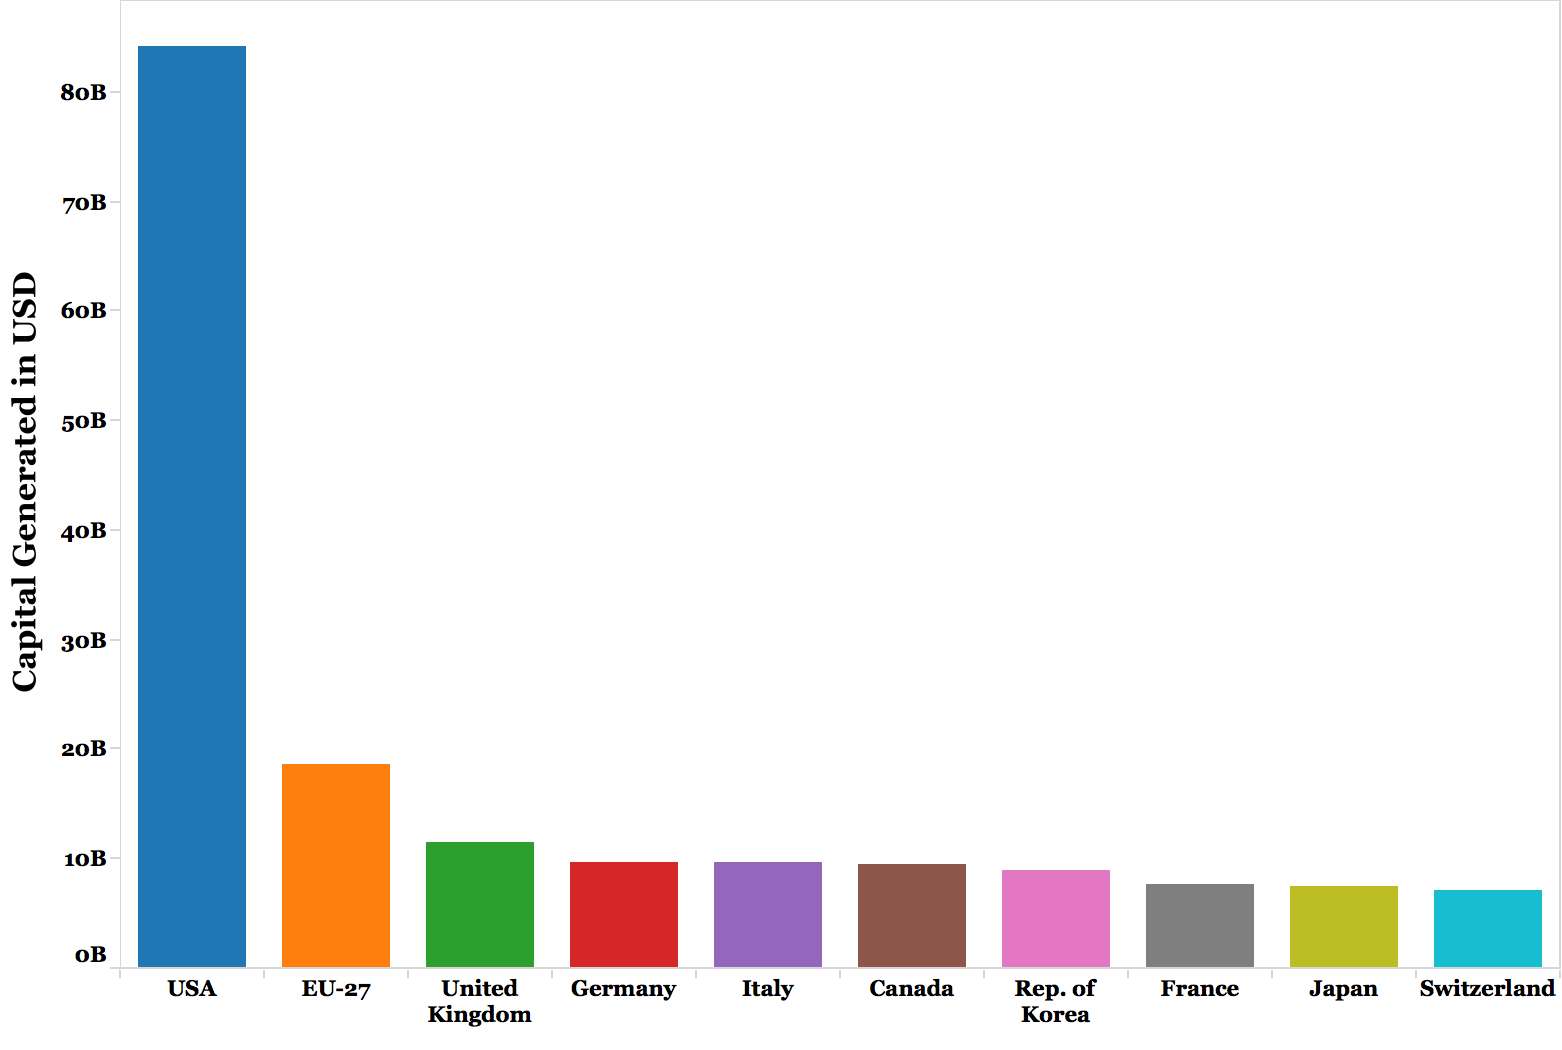 Capital Generated in USD
80B
70B
60B
50B
40B
30B
20B
10B
0B
USA
EU-27
United
Kingdom
Germany
Italy
Canada
Rep. of
Korea
France
Japan
Switzerland